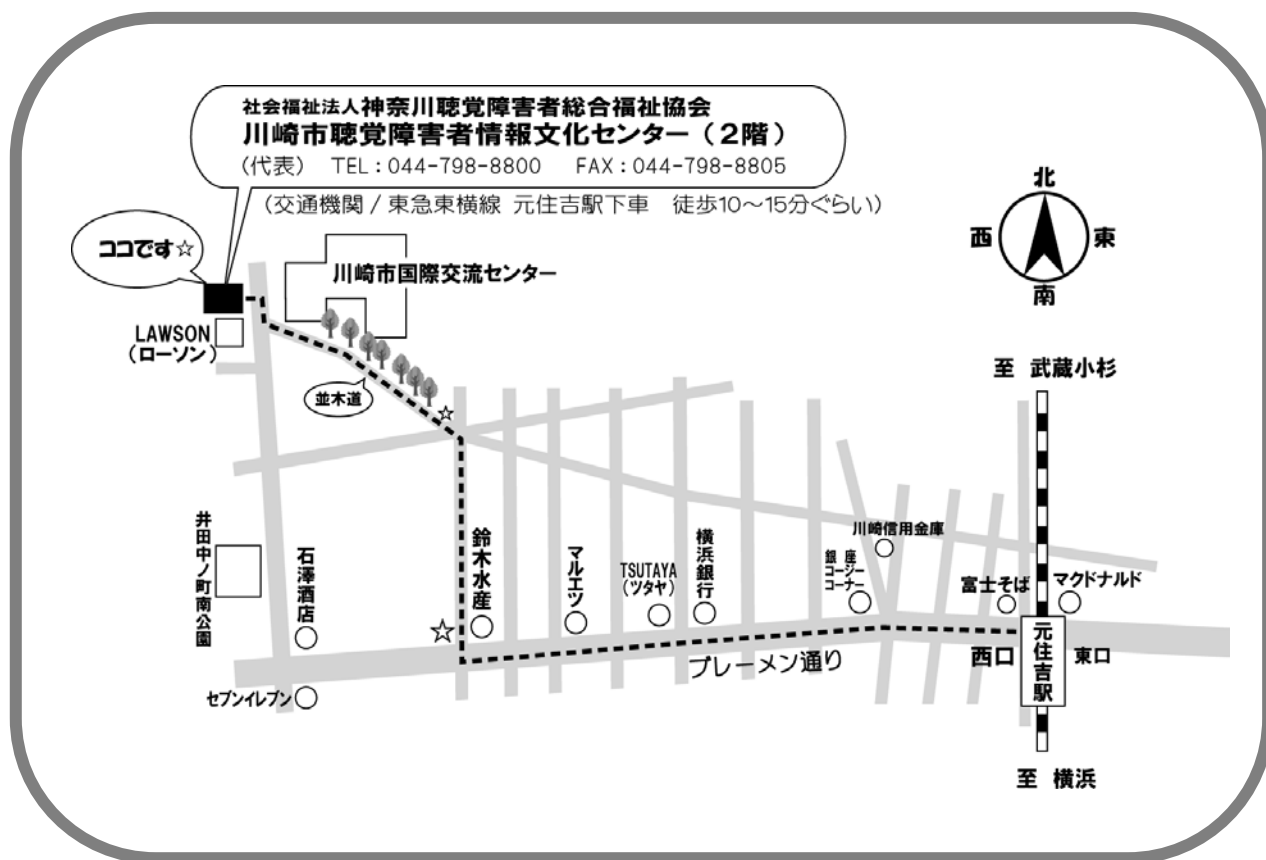 社会福祉法人神奈川聴覚障害者総合福祉協会
川崎市聴覚障害者情報文化センター（２階）
(代表)　TEL：044-798-8800　FAX：044-798-8805
（交通機関 / 東急東横線 元住吉駅下車　徒歩10～15分ぐらい）
ココです☆
川崎市国際交流センター
LAWSON
（ローソン）
並木道
☆
北
西
東
南
至 武蔵小杉
井田中ノ町南公園
石澤酒店
鈴木水産
☆
マルエツ
TSUTAYA
（ツタヤ）
横浜銀行
銀座
コージー
コーナー
川崎信用金庫
富士そば
マクドナルド
ブレーメン通り
西口
元住吉駅
東口
セブンイレブン
至 横浜